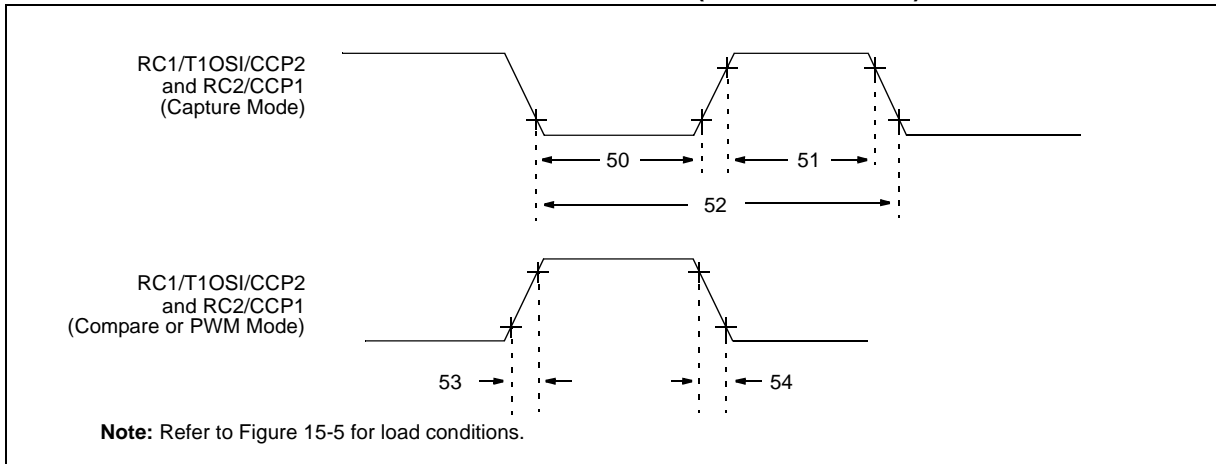 RC1/T1OSI/CCP2
and RC2/CCP1
(Capture Mode)
50
51
52
RC1/T1OSI/CCP2
and RC2/CCP1
(Compare or PWM Mode)
53
54
Note: Refer to Figure 15-5 for load conditions.